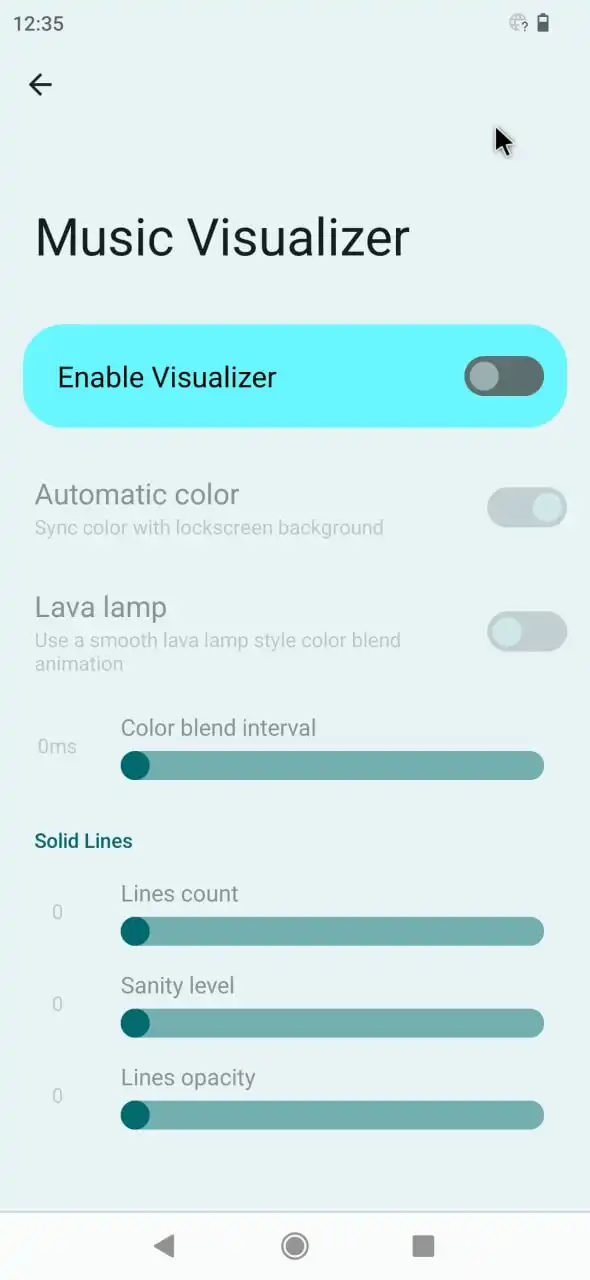 12:35
Music Visualizer
Enable Visualizer
Automatic color
Sync color with lockscreen background
Lava lamp
Use a smooth lava lamp style color blend
animation
Color blend interval
0ms
Solid Lines
Lines count
0
Sanity level
0
Lines opacity
0